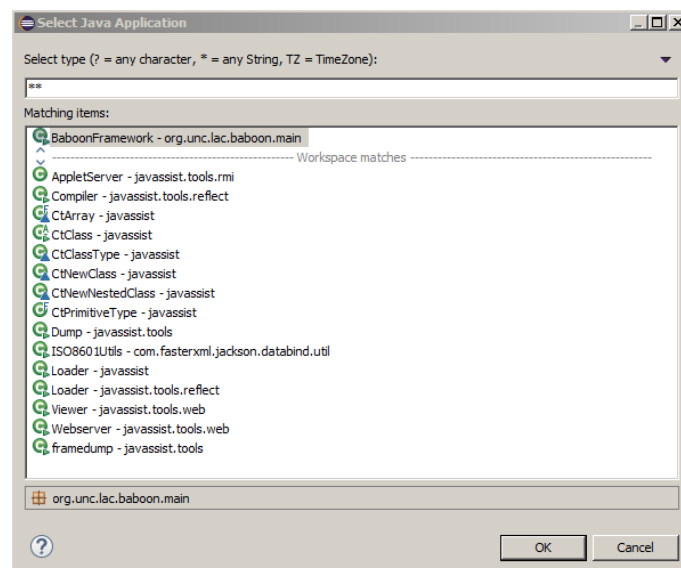 Select Java Application
Select type (? = any character, * = any String, TZ = TimeZone):
**
Matching items:
BaboonFramework - org.unc.lac.baboon.main
Workspace matches
AppletServer - javassist.tools.rmi
Compiler - javassist.tools.reflect
CtArray - javassist
CtClass - javassist
CtClassType - javassist
CtNewClass - javassist
CtNewNestedClass - javassist
CtPrimitiveType - javassist
Dump - javassist.tools
ISO8601Utils - com.fasterxml.jackson.databind.util
Loader - javassist
Loader - javassist.tools.reflect
Viewer - javassist.tools.web
Webserver - javassist.tools.web
framedump - javassist.tools
org.unc.lac.baboon.main
OK Cancel